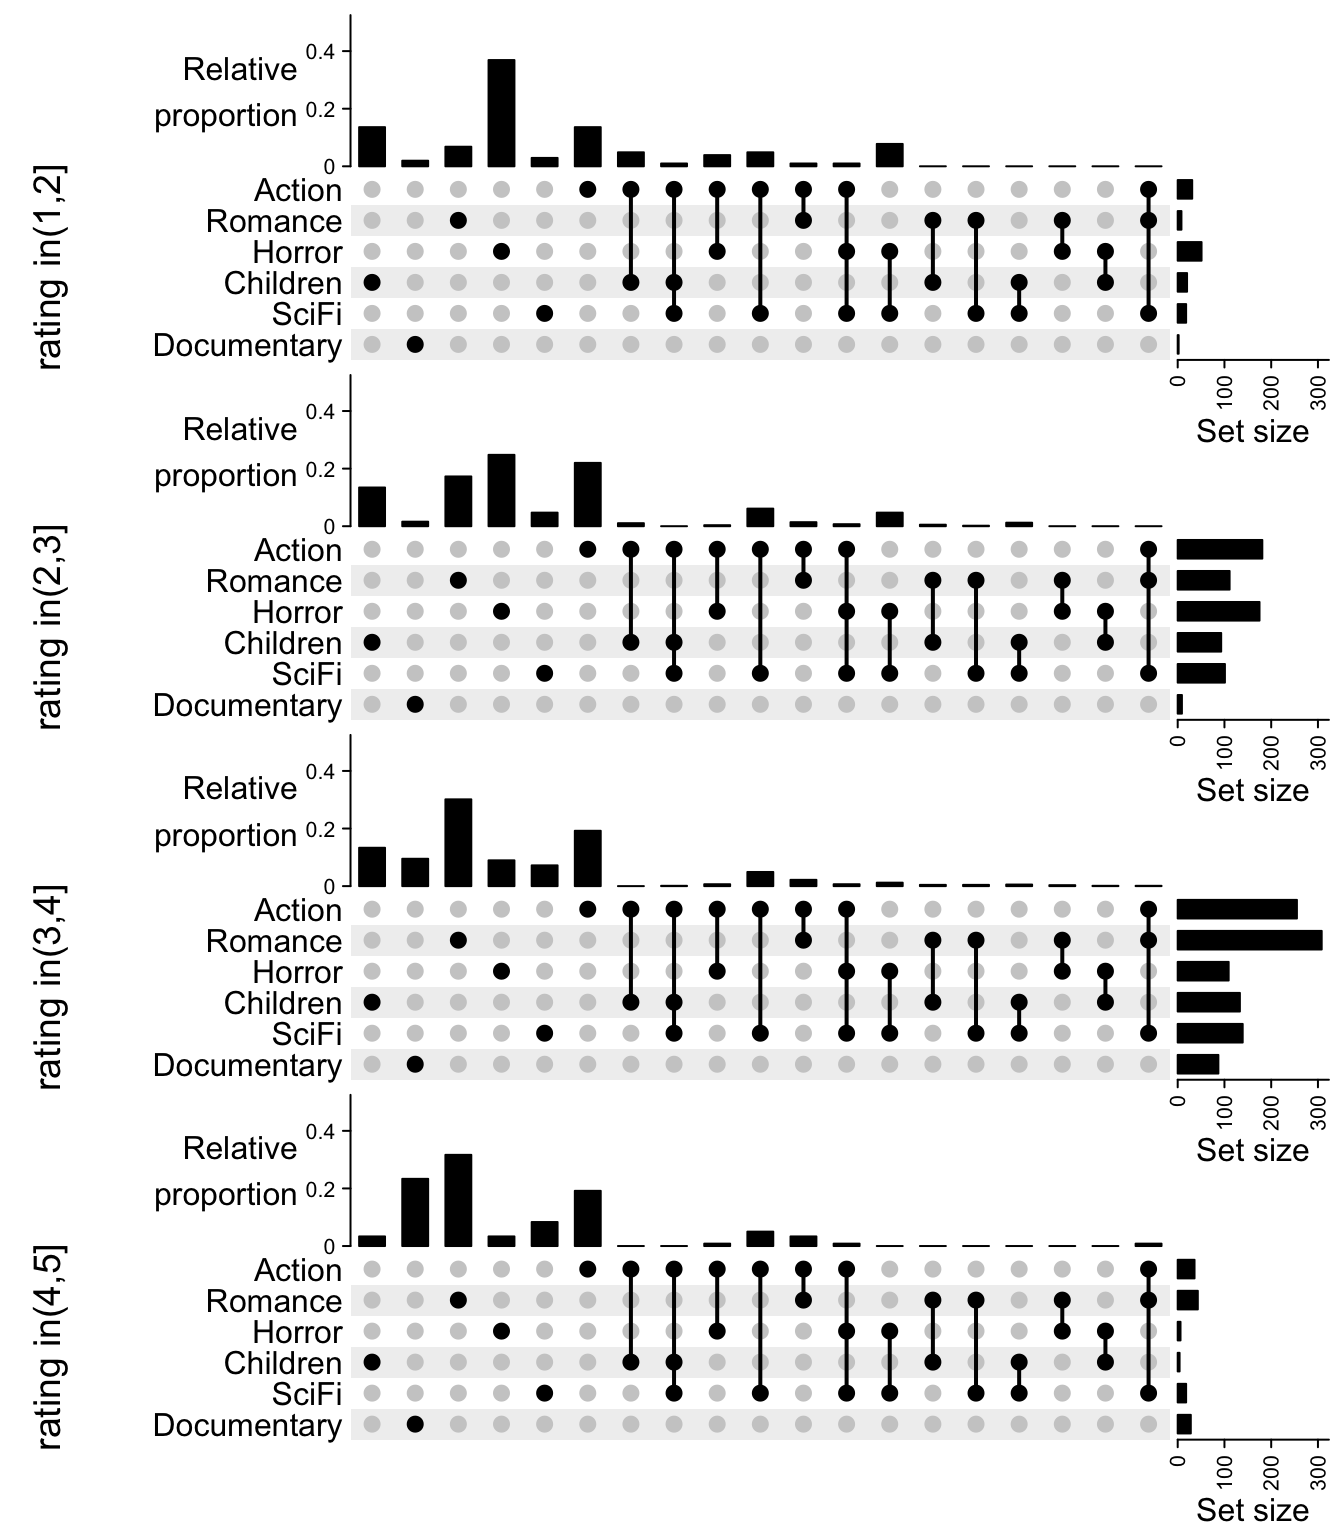 rating in(1,2]
Relative
proportion
0.4
0.2
0
Action
Romance
Horror
Children
SciFi
Documentary
0 100 200 300
Set size
rating in(2,3]
Relative
proportion
0.4
0.2
0
Action
Romance
Horror
Children
SciFi
Documentary
0 100 200 300
Set size
rating in(3,4]
Relative
proportion
0.4
0.2
0
Action
Romance
Horror
Children
SciFi
Documentary
0 100 200 300
Set size
rating in(4,5]
Relative
proportion
0.4
0.2
0
Action
Romance
Horror
Children
SciFi
Documentary
0 100 200 300
Set size